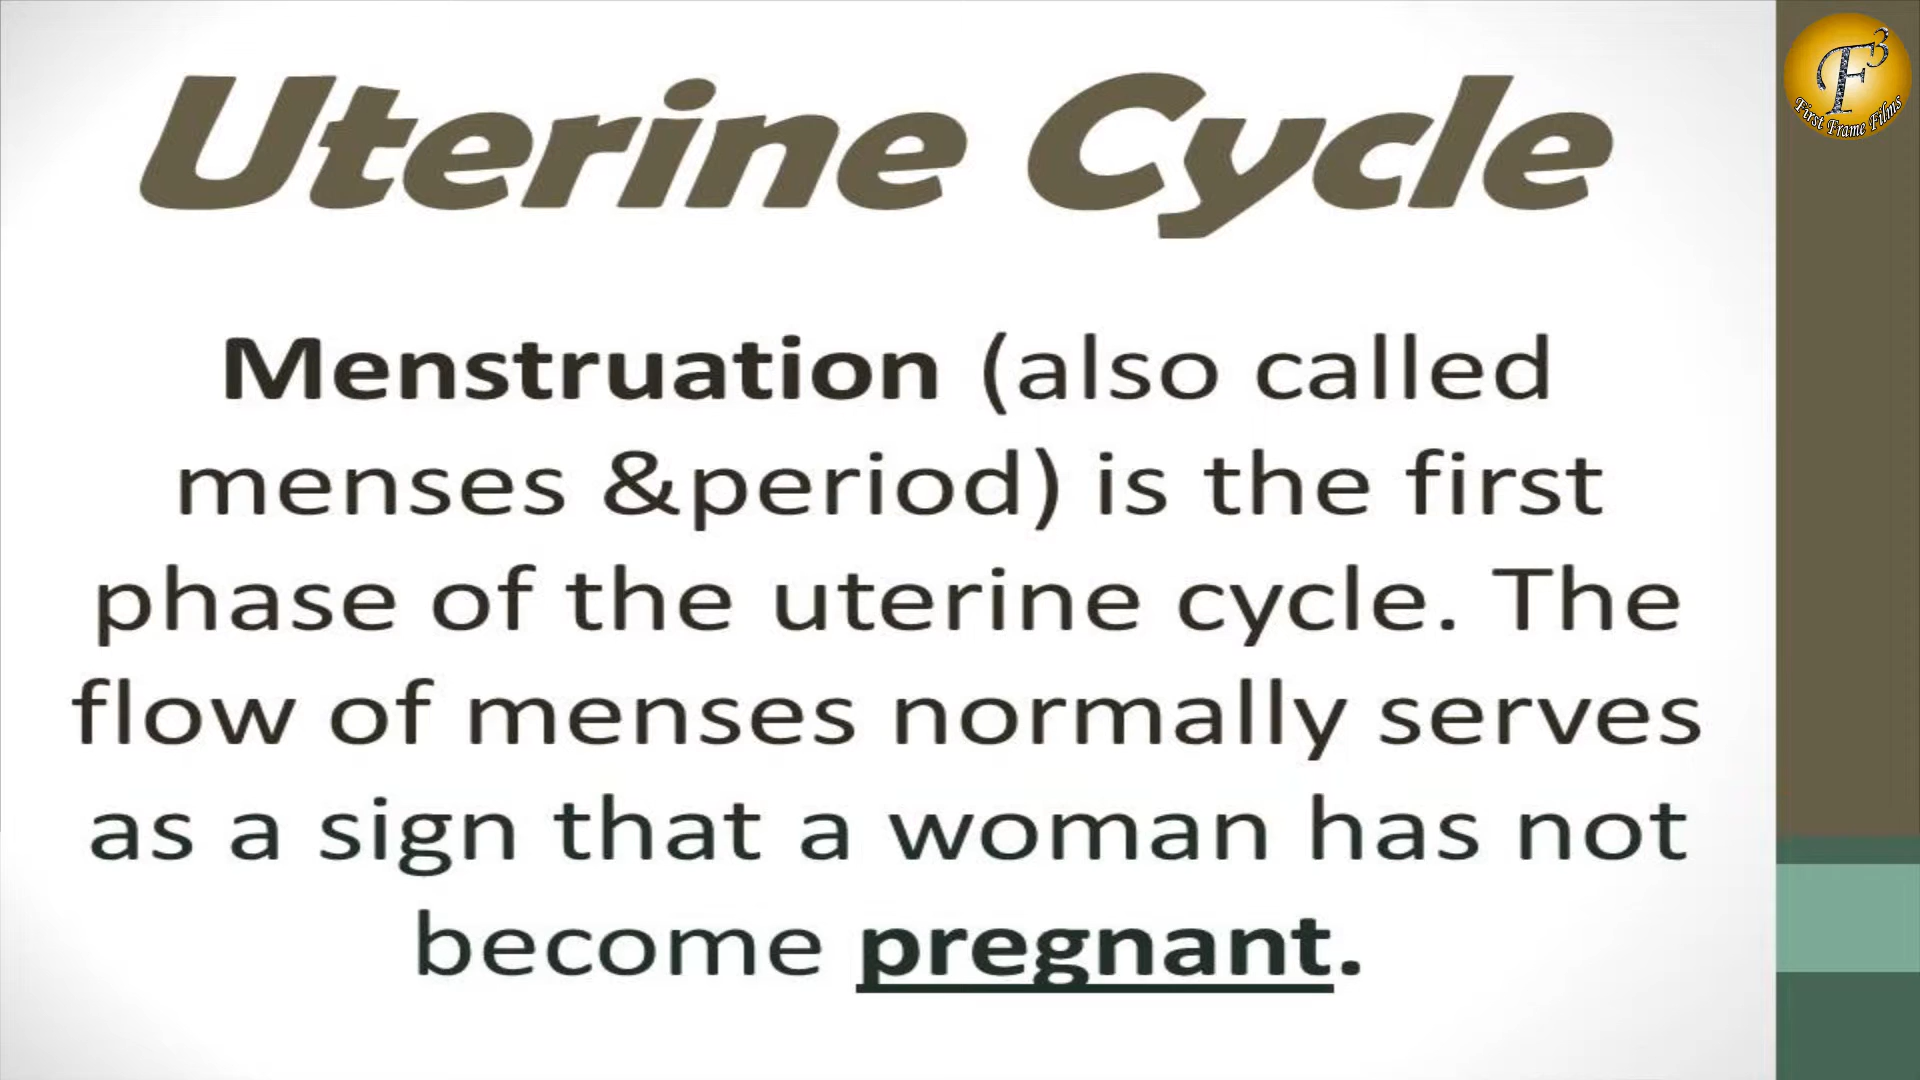 Uterine Cycle
Menstruation (also called
menses &period) is the first
phase of the uterine cycle. The
flow of menses normally serves
as a sign that a woman has not
become pregnant.
F3
First Frame Films